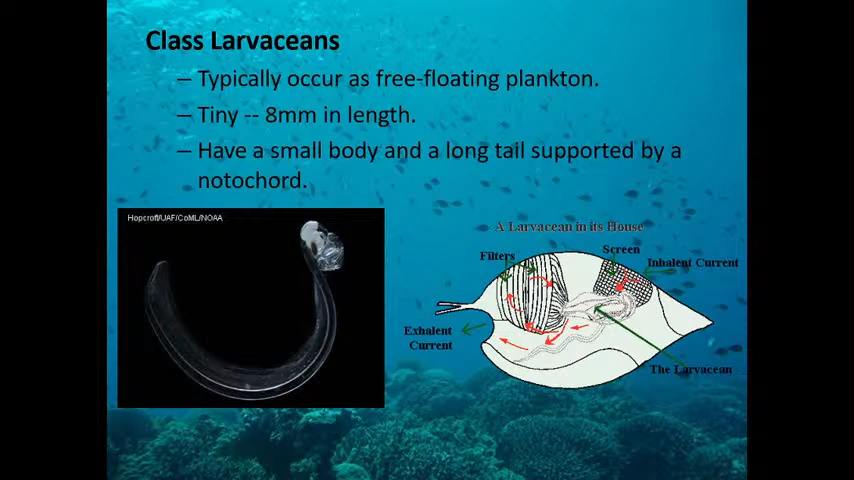 Class Larvaceans
– Typically occur as free-floating plankton.
– Tiny -- 8mm in length.
– Have a small body and a long tail supported by a
notochord.
Hopcroft/UAF/CoML/NOAA
A Larvacean in its House
Filters
Screen
Inhalent Current
Exhalent
Current
The Larvacean